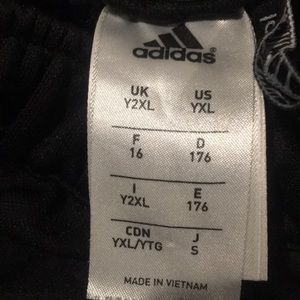 adidas
UK US
Y2XL YXL
F D
16 176
I E
Y2XL 176
CDN J
YXL/YTG S
MADE IN VIETNAM